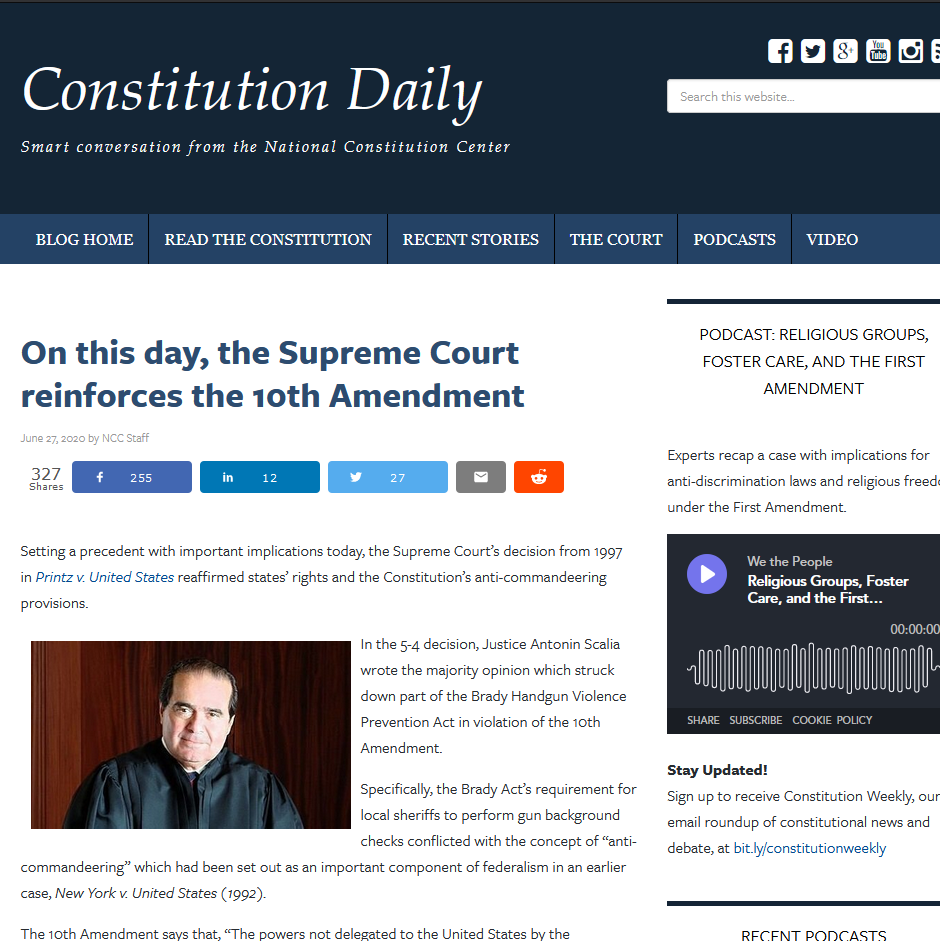 Constitution Daily
Smart conversation from the National Constitution Center
Search this website...
BLOG HOME
READ THE CONSTITUTION
RECENT STORIES
THE COURT
PODCASTS
VIDEO
On this day, the Supreme Court
reinforces the 10th Amendment
June 27, 2020 by NCC Staff
327
Shares
255
12
27
Setting a precedent with important implications today, the Supreme Court’s decision from 1997
in Printz v. United States reaffirmed states’ rights and the Constitution’s anti-commandeering
provisions.
In the 5-4 decision, Justice Antonin Scalia
wrote the majority opinion which struck
down part of the Brady Handgun Violence
Prevention Act in violation of the 10th
Amendment.
Specifically, the Brady Act’s requirement for
local sheriffs to perform gun background
checks conflicted with the concept of “anti-
commandeering” which had been set out as an important component of federalism in an earlier
case, New York v. United States (1992).
The 10th Amendment says that, “The powers not delegated to the United States by the
PODCAST: RELIGIOUS GROUPS,
FOSTER CARE, AND THE FIRST
AMENDMENT
Experts recap a case with implications for
anti-discrimination laws and religious freed
under the First Amendment.
We the People
Religious Groups, Foster
Care, and the First...
00:00:00
SHARE SUBSCRIBE COOKIE POLICY
Stay Updated!
Sign up to receive Constitution Weekly, our
email roundup of constitutional news and
debate, at bit.ly/constitutionweekly
RECENT PODCASTS